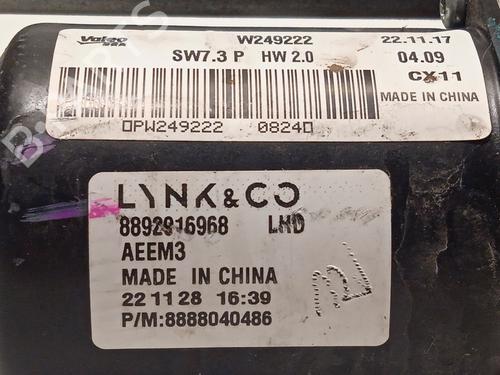 Valeo W249222 22.11.17
SW7.3 P HW 2.0 04.09
CX11
MADE IN CHINA
0PW249222 0824
LYNK&CO
8892916968 LHD
AEEM3
MADE IN CHINA
22 11 28 16:39
P/M:8888040486